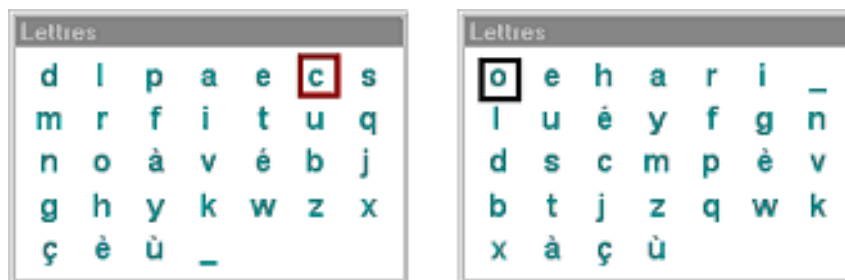 Lettres
d l p a e c s
m r f i t u q
n o à v é b j
g h y k w z x
ç è ù _
Lettres
o e h a r i _
l u é y f g n
d s c m p è v
b t j z q w k
x à ç ù